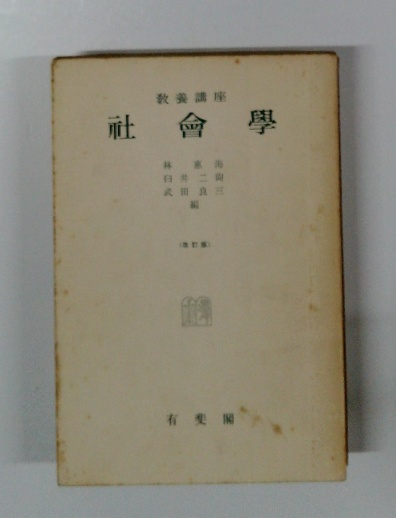 教養講座
社會學
林惠海
臼井二尚
武田良三
編
（改訂版）
有斐閣